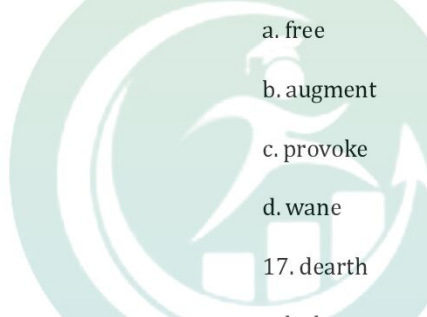 a. free
b. augment
c. provoke
d. wane
17. dearth